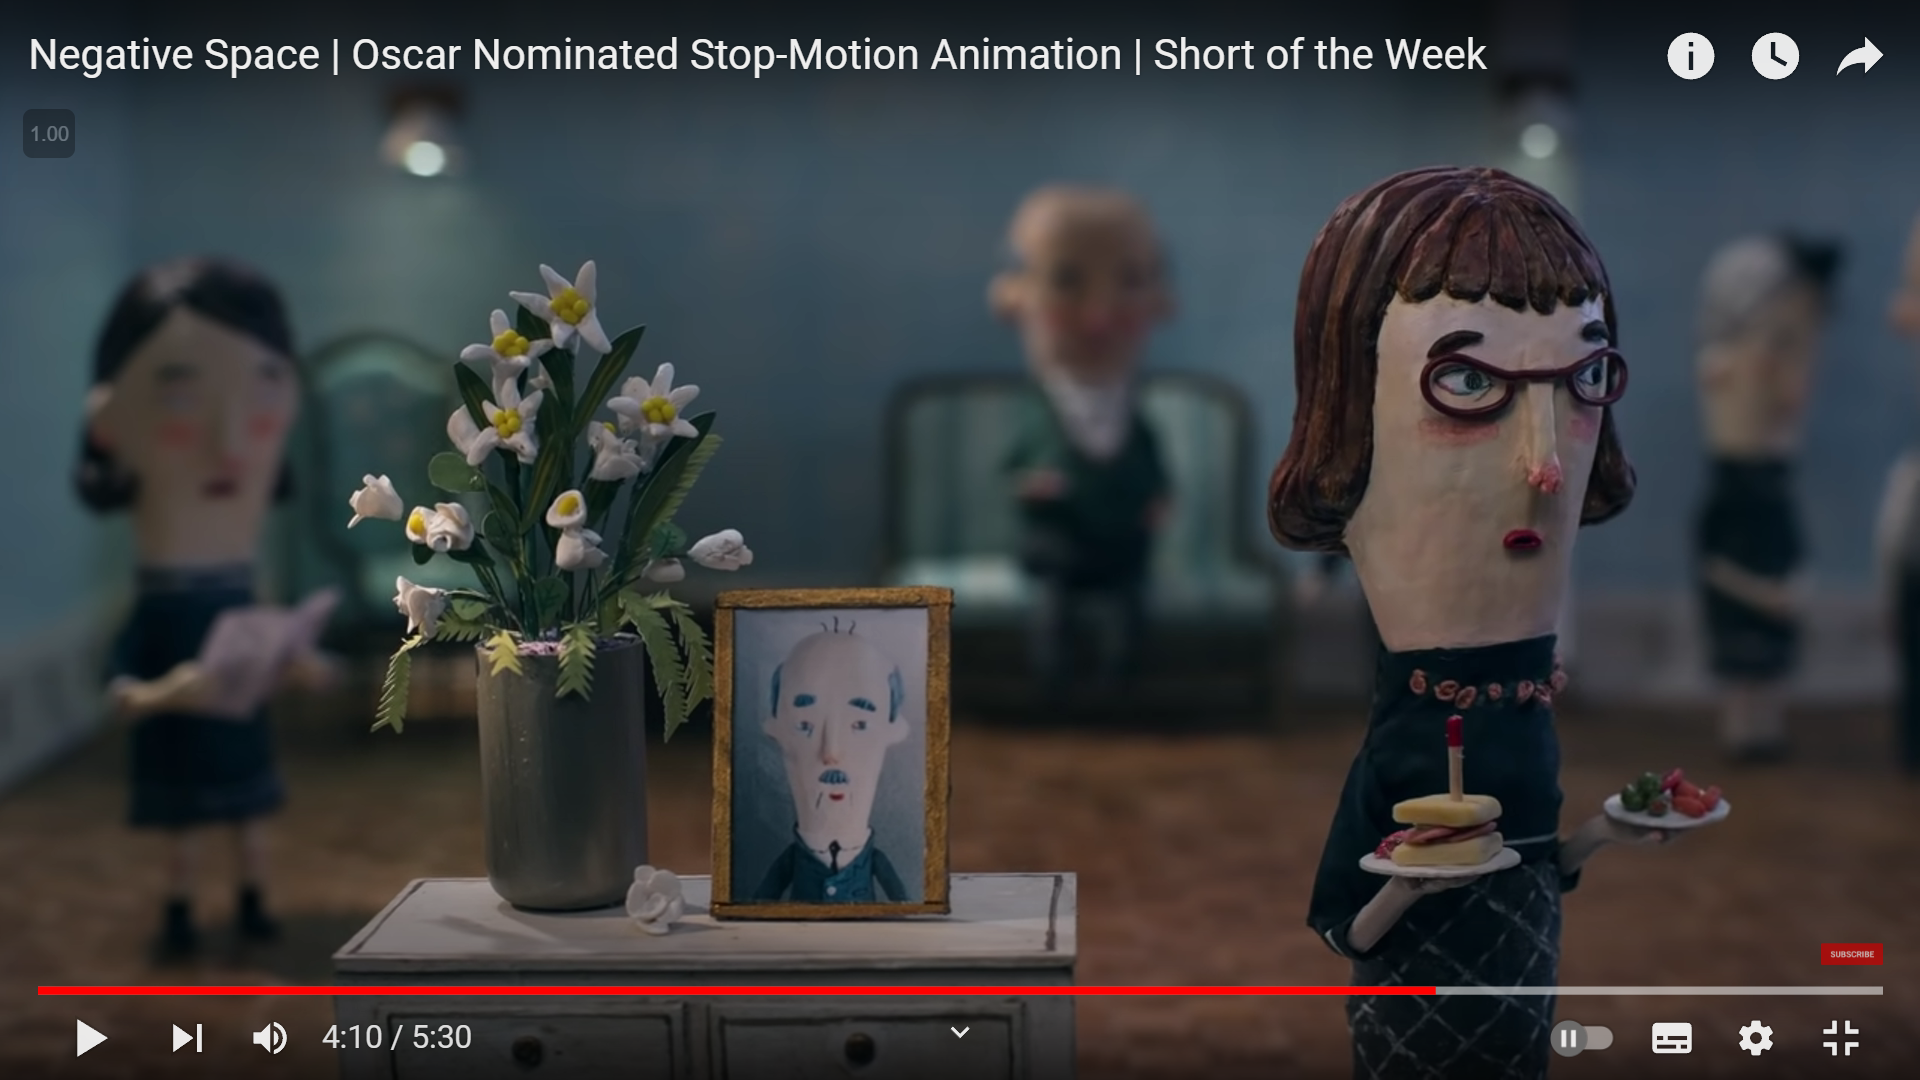 Negative Space | Oscar Nominated Stop-Motion Animation | Short of the Week
1.00
SUBSCRIBE
4:10 / 5:30